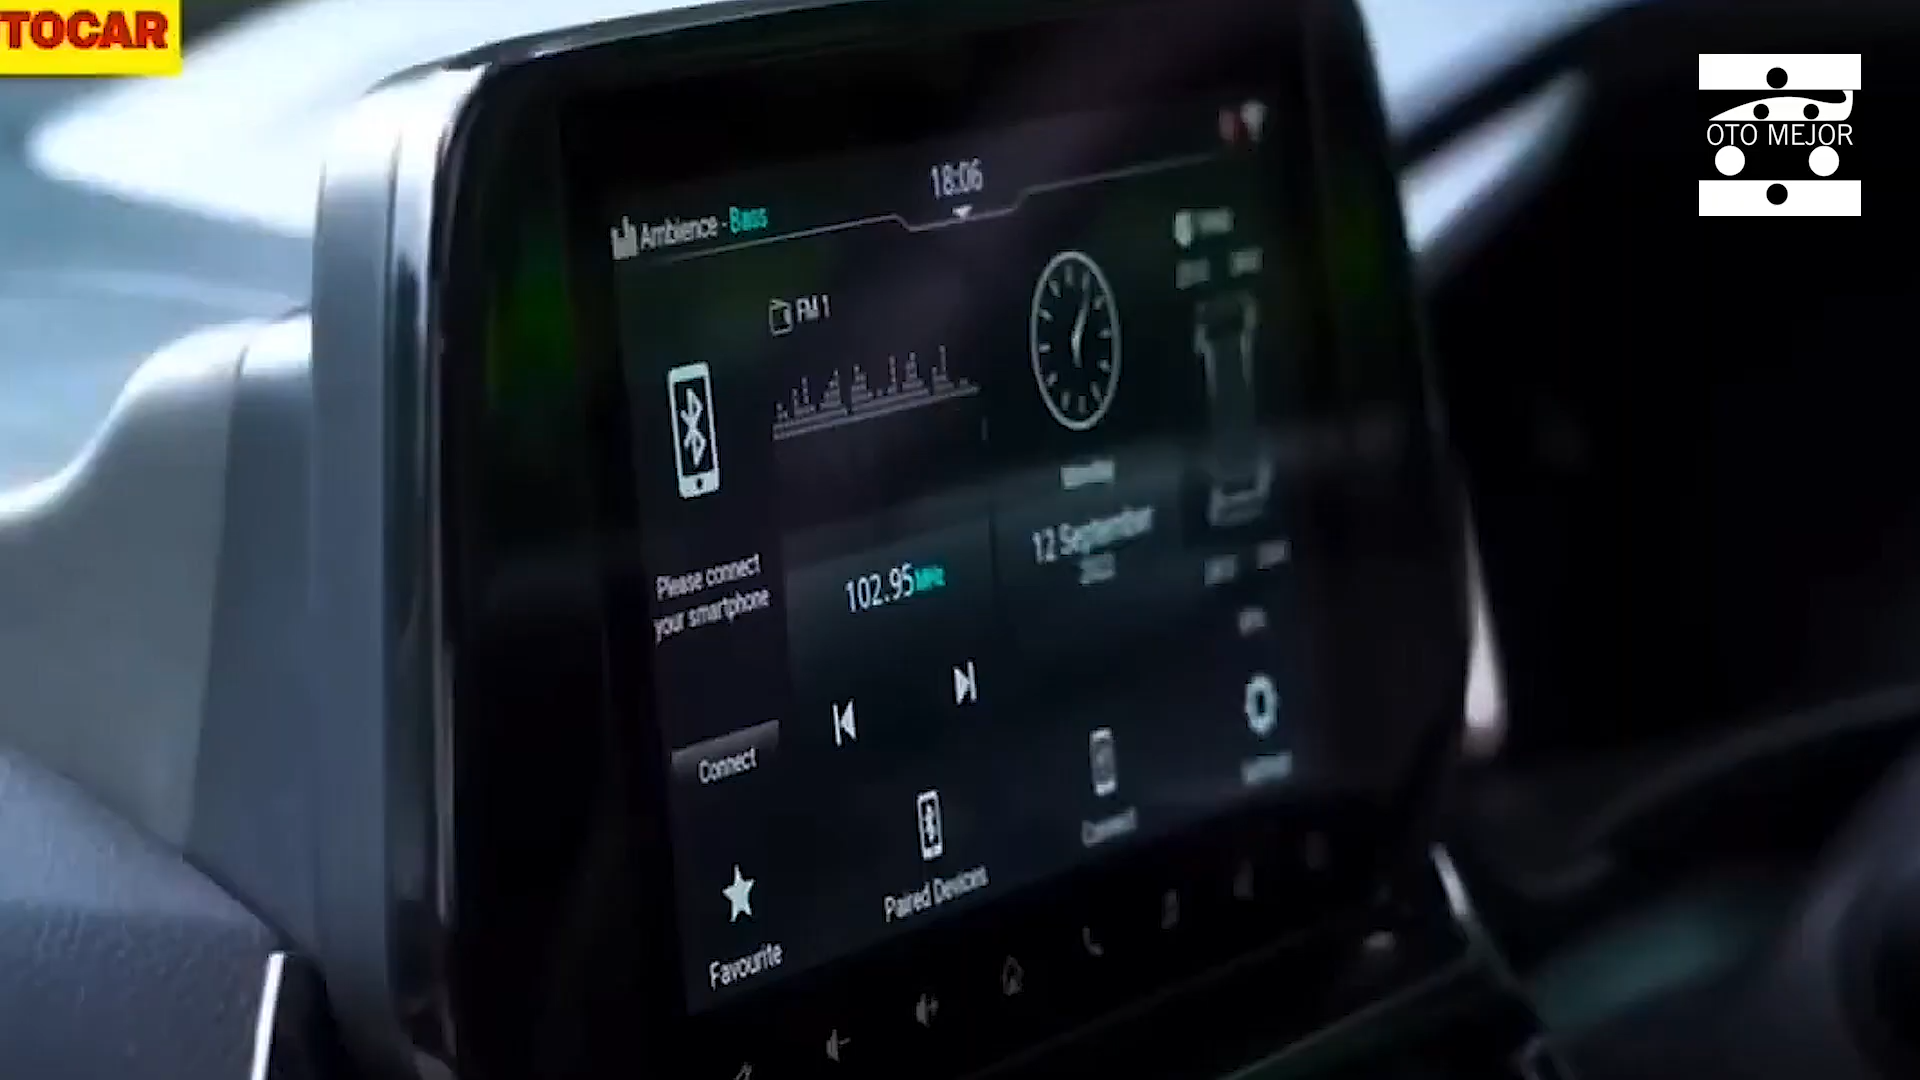 TOCAR
OTO MEJOR
18:06
Ambience - Bass
FM 1
Please connect
your smartphone
102.95 MHz
12 September
Connect
Connect
Paired Devices
Favourite